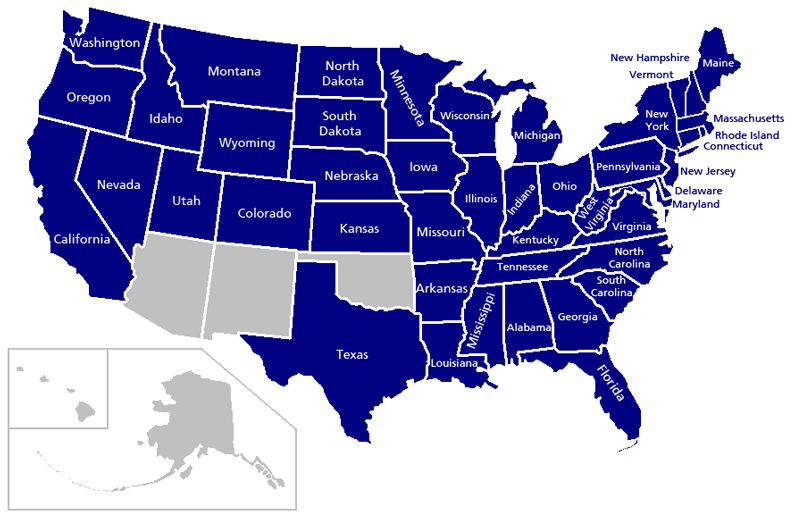 Washington
Oregon
California
Nevada
Idaho
Montana
Wyoming
Utah
Colorado
North
Dakota
South
Dakota
Nebraska
Kansas
Texas
Minnesota
Iowa
Missouri
Arkansas
Louisiana
Wisconsin
Illinois
Michigan
Indiana
Ohio
Kentucky
Tennessee
Mississippi
Alabama
Georgia
Florida
South
Carolina
North
Carolina
Virginia
West
Virginia
Pennsylvania
New
York
New Hampshire
Vermont
Maine
Massachusetts
Rhode Island
Connecticut
New Jersey
Delaware
Maryland